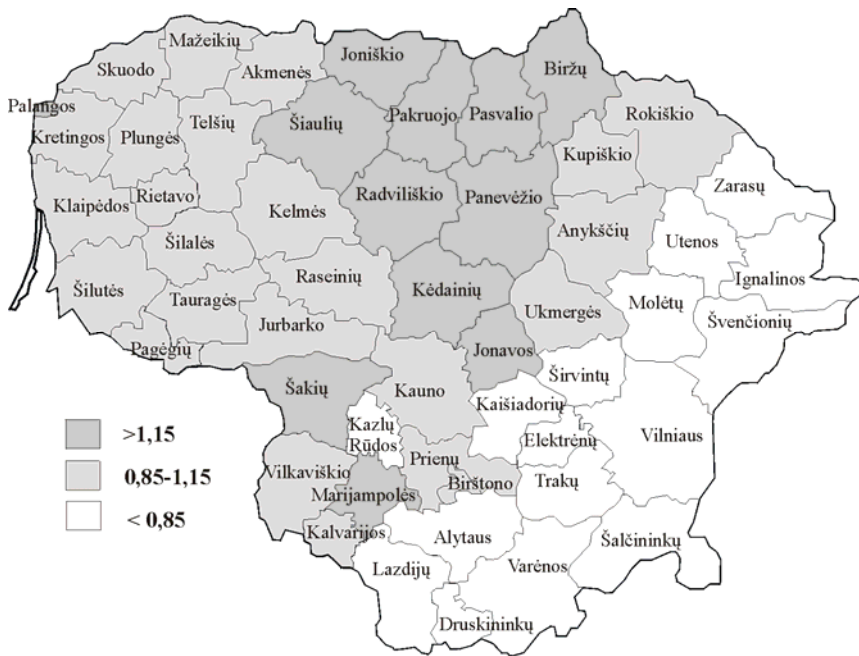 Mažeikių
Skuodo
Akmenės
Joniškio
Biržų
Palangos
Kretingos
Plungės
Telšių
Šiaulių
Pakruojo
Pasvalio
Rokiškio
Kupiškio
Zarasų
Klaipėdos
Rietavo
Kelmės
Radviliškio
Panevėžio
Anykščių
Utenos
Šilalės
Ignalinos
Šilutės
Tauragės
Raseinių
Kėdainių
Ukmergės
Molėtų
Švenčionių
Pagėgių
Jurbarko
Jonavos
Širvintų
Šakių
Kauno
Kaišiadorių
Kazlų
Rūdos
Elektrėnų
Vilniaus
>1,15
0,85-1,15
< 0,85
Vilkaviškio
Prienų
Birštono
Trakų
Marijampolės
Kalvarijos
Alytaus
Šalčininkų
Lazdijų
Varėnos
Druskininkų